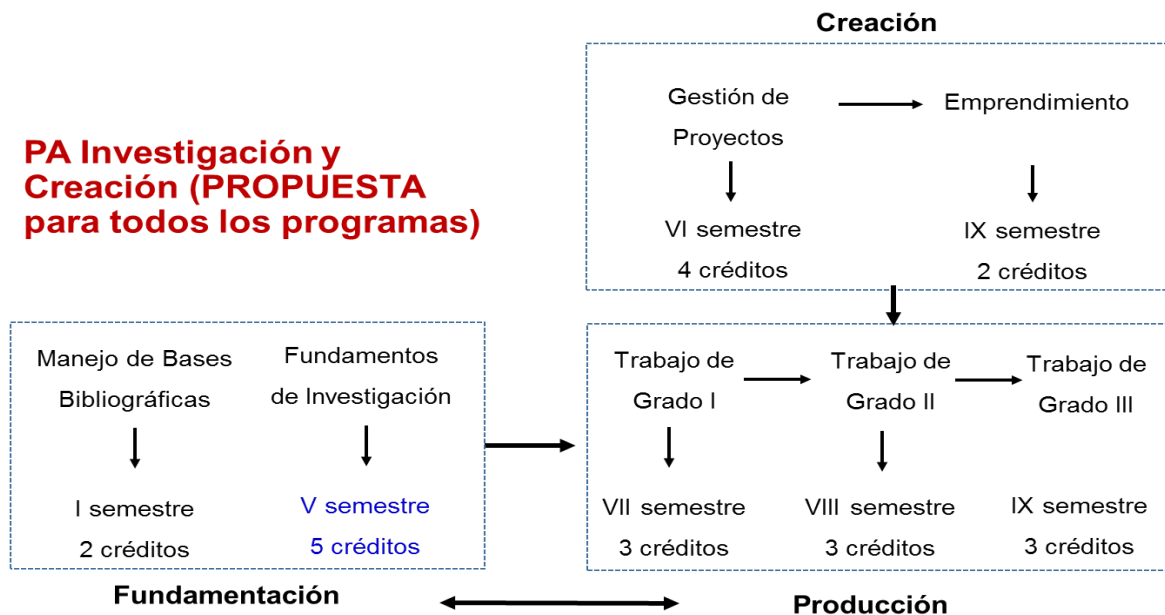 Creación
Gestión de
Proyectos
Emprendimiento
VI semestre
4 créditos
IX semestre
2 créditos
PA Investigación y
Creación (PROPUESTA
para todos los programas)
Manejo de Bases
Bibliográficas
Fundamentos
de Investigación
I semestre
2 créditos
V semestre
5 créditos
Fundamentación
Trabajo de
Grado I
Trabajo de
Grado II
Trabajo de
Grado III
VII semestre
3 créditos
VIII semestre
3 créditos
IX semestre
3 créditos
Producción